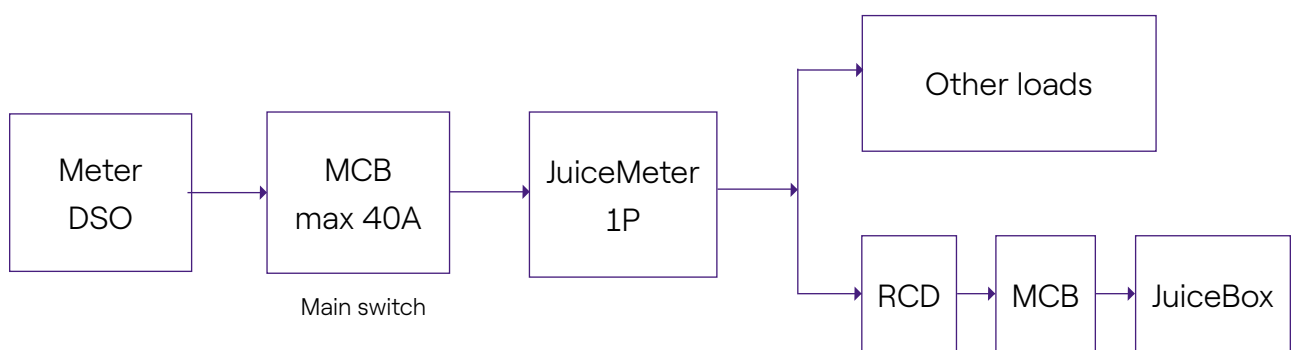 Meter
DSO
MCB
max 40A
Main switch
JuiceMeter
1P
Other loads
RCD
MCB
JuiceBox